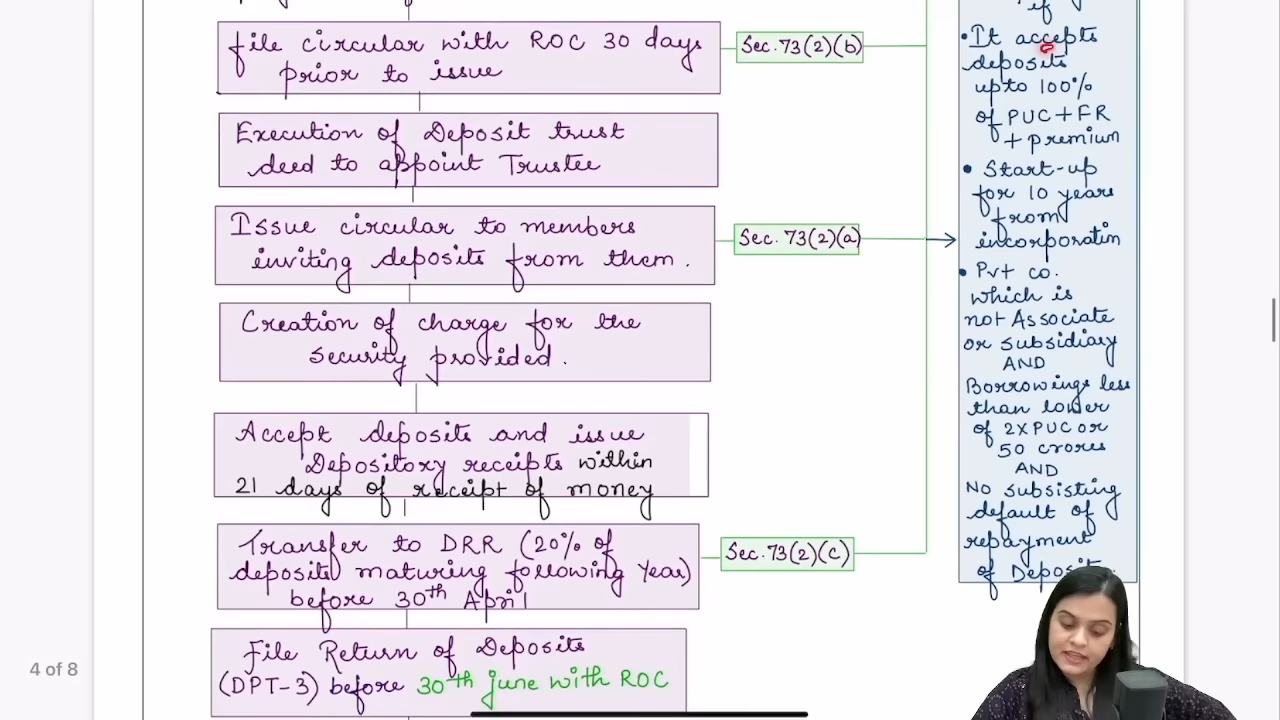 file circular with ROC 30 days
prior to issue
Sec. 73(2)(b)
Execution of Deposit trust
deed to appoint Trustee
Issue circular to members
inviting deposits from them.
Sec. 73(2)(a)
Creation of charge for the
security provided.
Accept deposits and issue
Depository receipts within
21 days of receipt of money
Transfer to DRR (20% of
deposits maturing following Year)
before 30th April
Sec. 73(2)(c)
File Return of Deposits
(DPT-3) before 30th june with ROC
if
• It accepts
deposits
upto 100%
of PUC + FR
+ premium
• Start-up
for 10 years
from
incorporatin
• Pvt co.
which is
not Associate
or subsidiary
AND
Borrowings less
than lower
of 2XPUC or
50 crores
AND
No subsisting
default of
repayment
of Deposits.
4 of 8